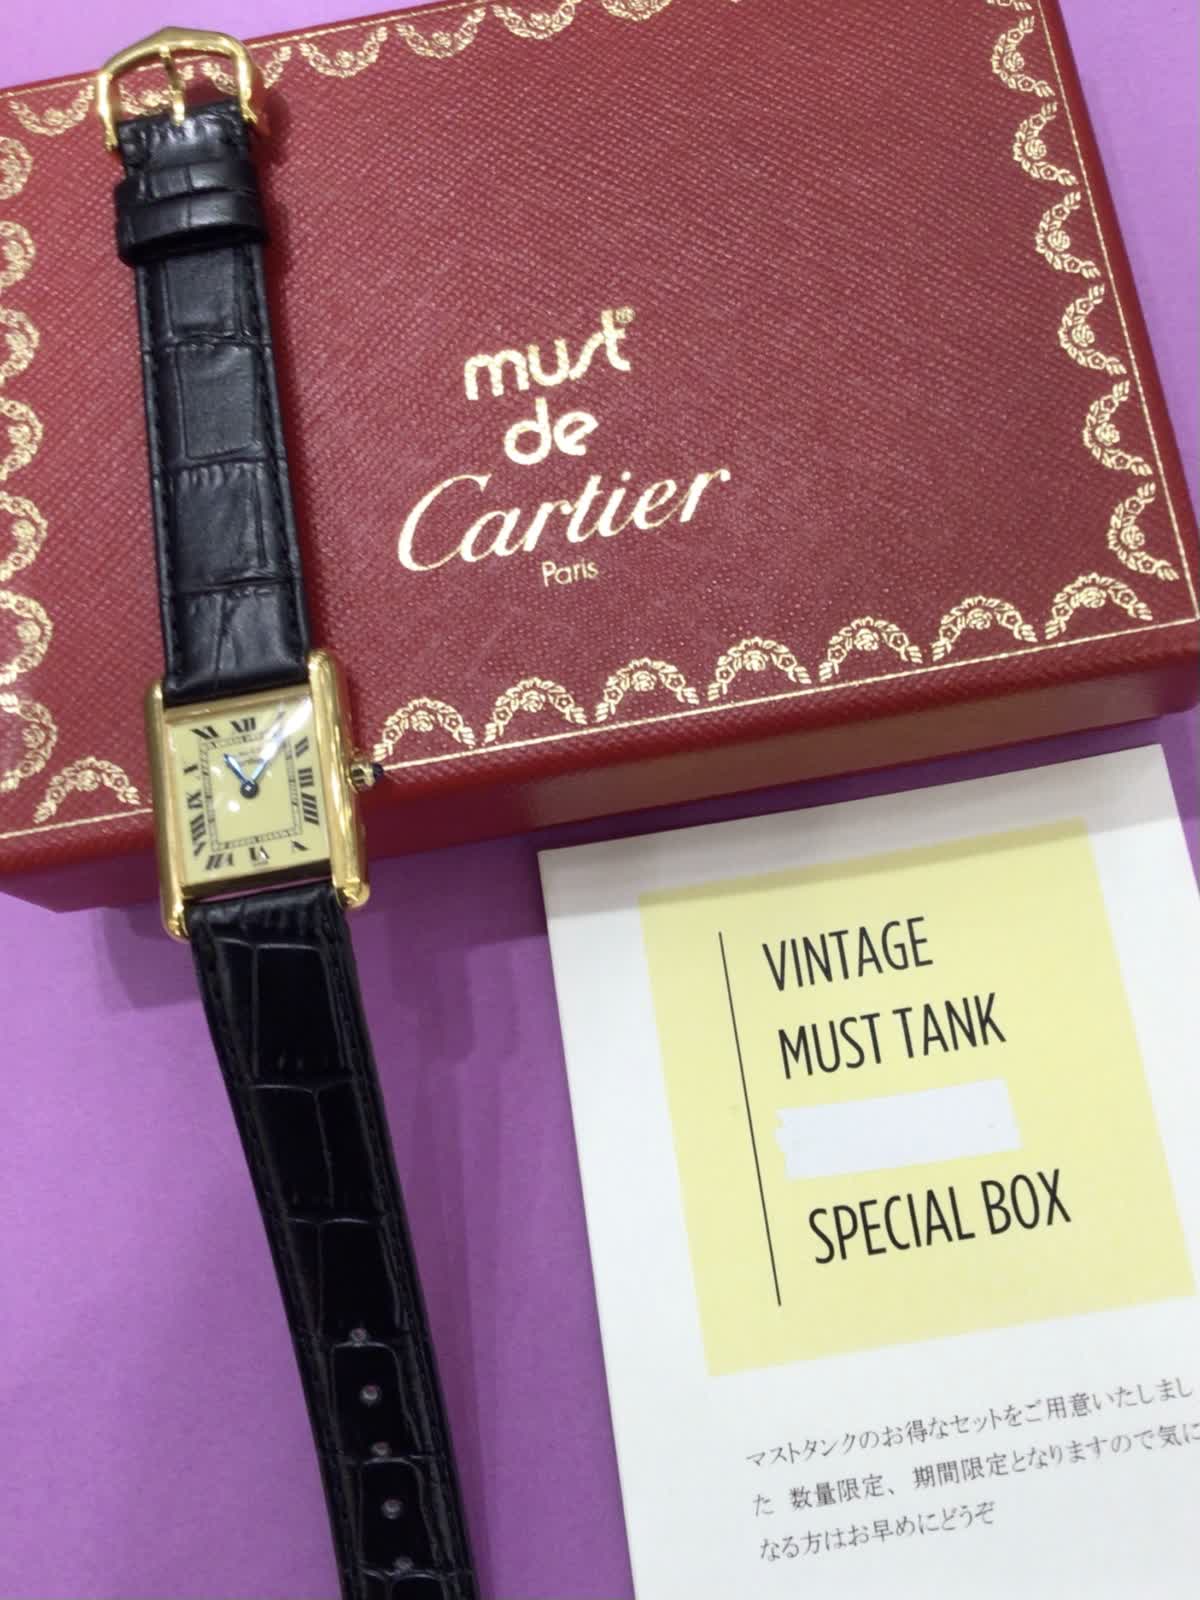 must®
de
Cartier
Paris
VINTAGE
MUST TANK
SPECIAL BOX
マストタンクのお得なセットをご用意いたしまし
た 数量限定、期間限定となりますので気に
なる方はお早めにどうぞ